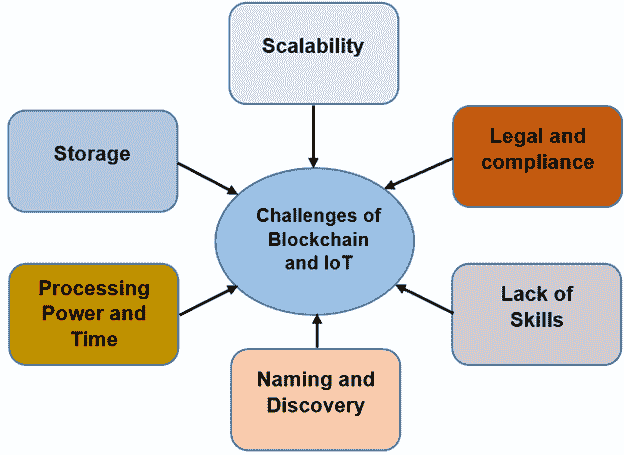 Scalability
Storage
Legal and
compliance
Challenges of
Blockchain
and IoT
Processing
Power and
Time
Lack of
Skills
Naming and
Discovery